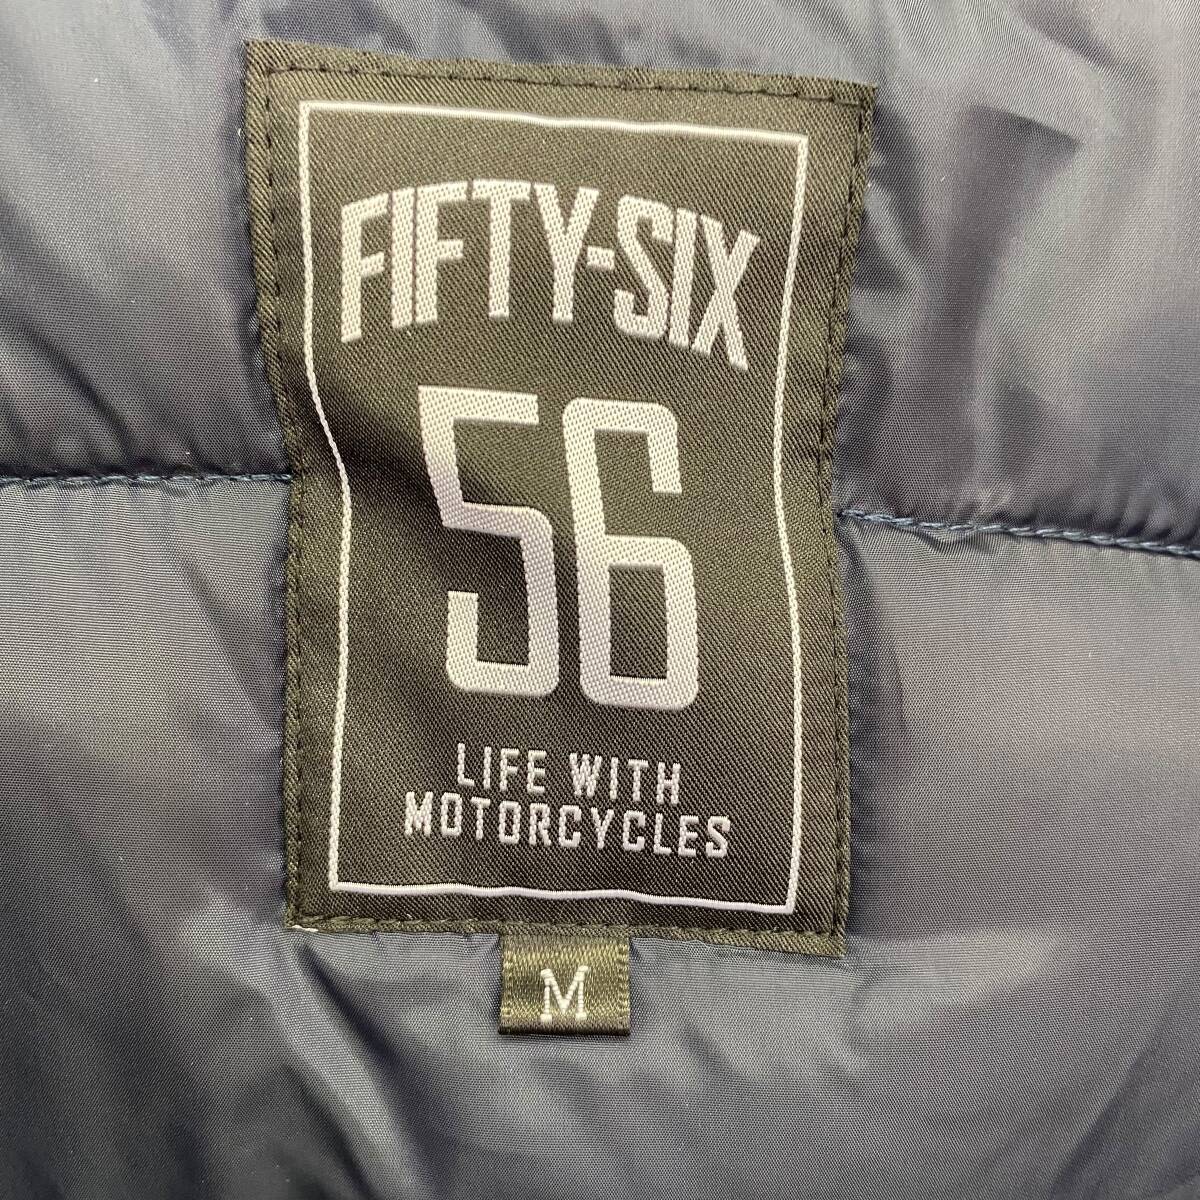 FIFTY-SIX
56
LIFE WITH
MOTORCYCLES
M